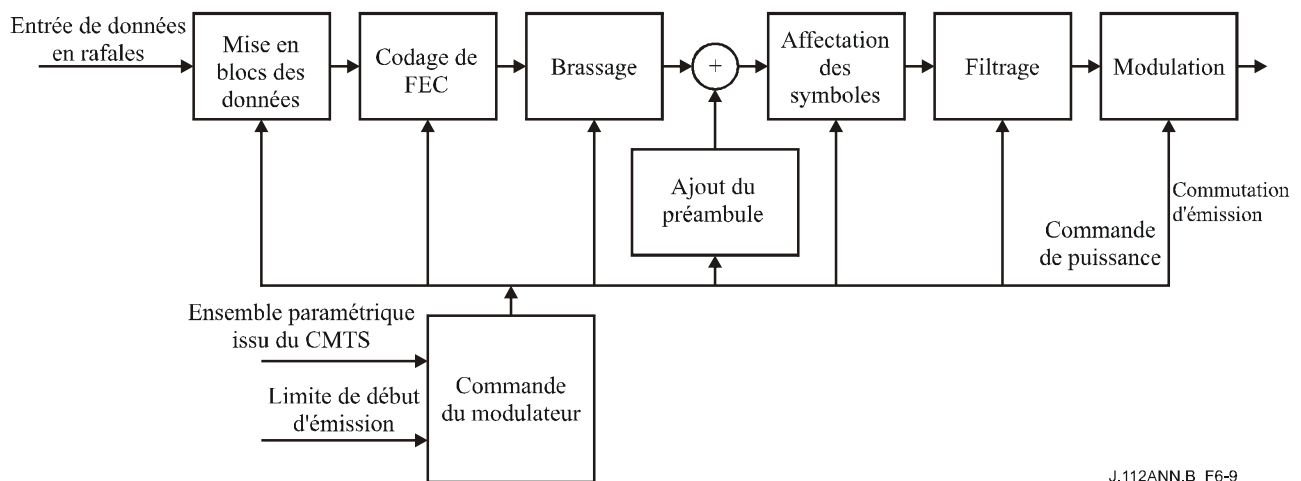 Entrée de données
en rafales
Mise en
blocs des
données
Codage de
FEC
Brassage
+
Affectation
des
symboles
Filtrage
Modulation
Ajout du
préambule
Commutation
d'émission
Commande
de puissance
Ensemble paramétrique
issu du CMTS
Limite de début
d'émission
Commande
du modulateur
J.112ANN.B_F6-9